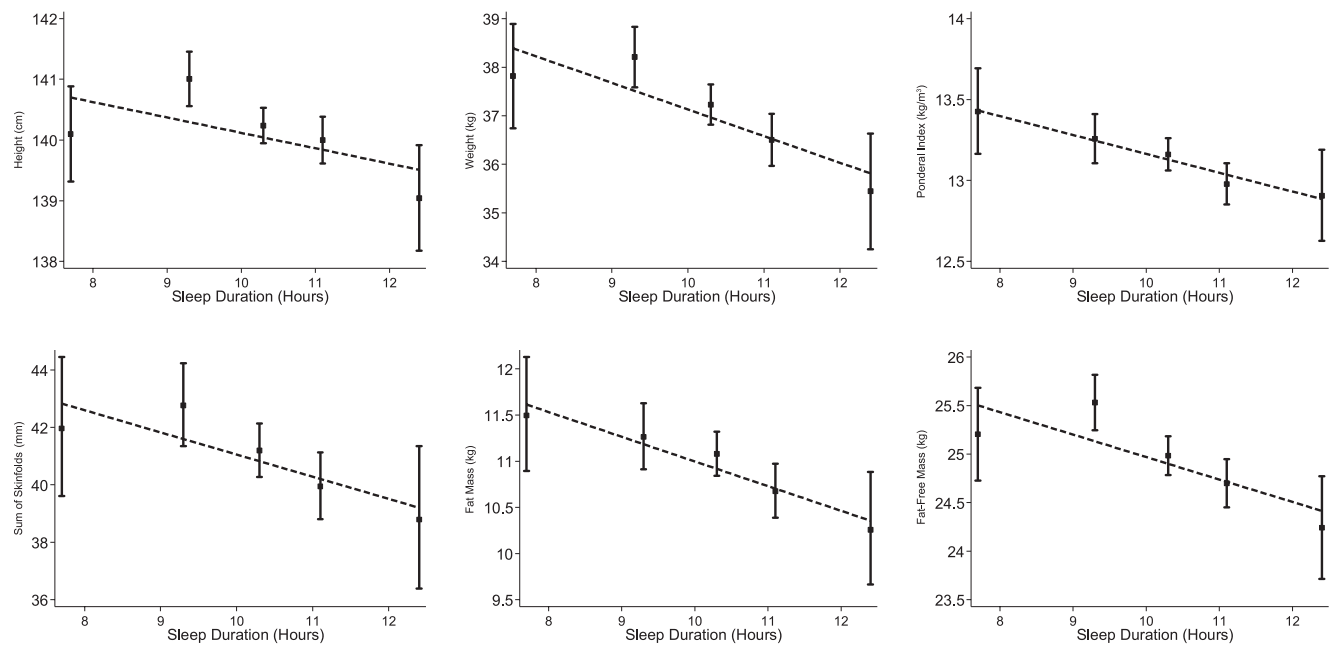 142
141
140
139
138
Height (cm)
8 9 10 11 12
Sleep Duration (Hours)
39
38
37
36
35
34
Weight (kg)
8 9 10 11 12
Sleep Duration (Hours)
14
13.5
13
12.5
Ponderal Index (kg/m³)
8 9 10 11 12
Sleep Duration (Hours)
44
42
40
38
36
Sum of Skinfolds (mm)
8 9 10 11 12
Sleep Duration (Hours)
12
11.5
11
10.5
10
9.5
Fat Mass (kg)
8 9 10 11 12
Sleep Duration (Hours)
26
25.5
25
24.5
24
23.5
Fat-Free Mass (kg)
8 9 10 11 12
Sleep Duration (Hours)